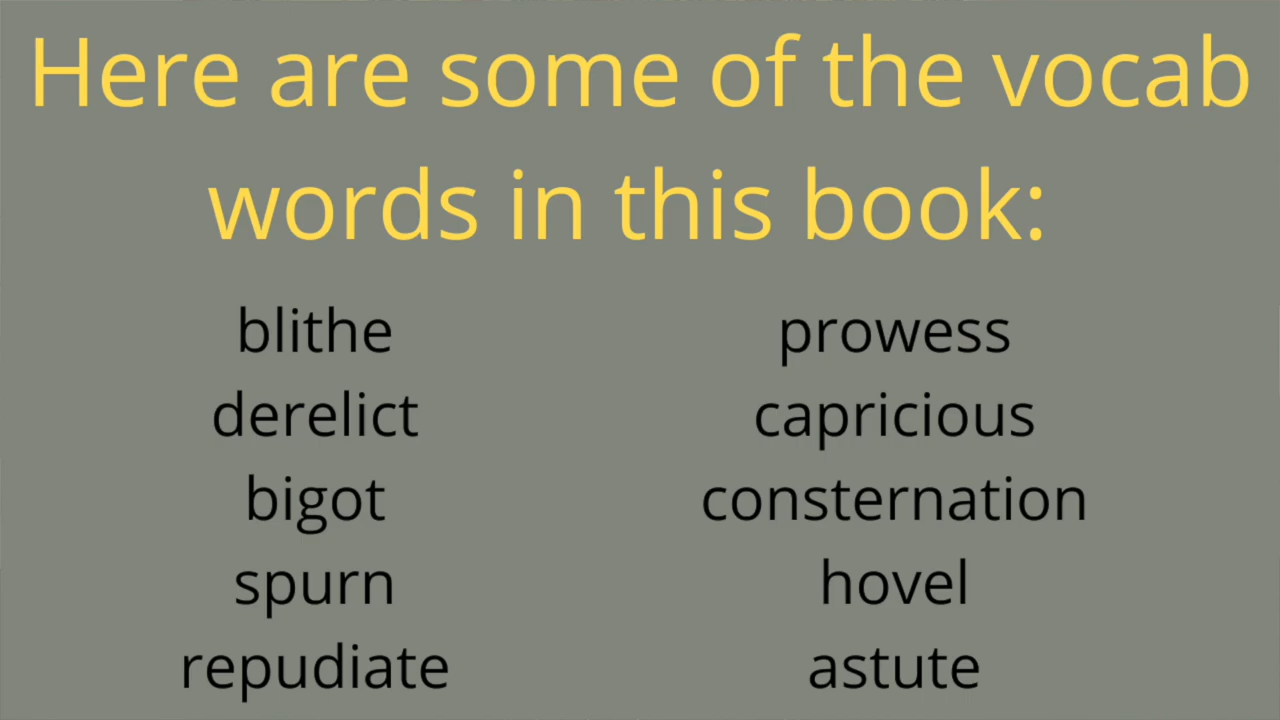 Here are some of the vocab
words in this book:
blithe
derelict
bigot
spurn
repudiate
prowess
capricious
consternation
hovel
astute